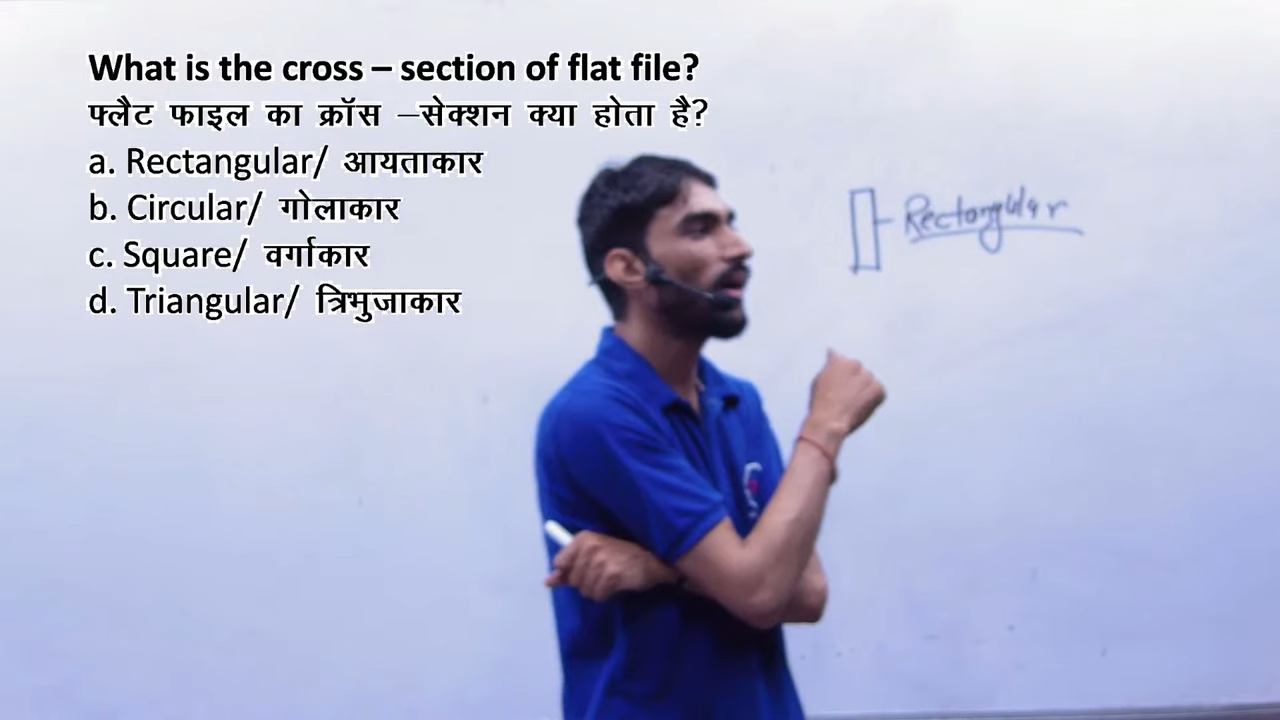 What is the cross – section of flat file?
फ्लैट फाइल का क्रॉस –सेक्शन क्या होता है?
a. Rectangular/ आयताकार
b. Circular/ गोलाकार
c. Square/ वर्गाकार
d. Triangular/ त्रिभुजाकार
Rectangular